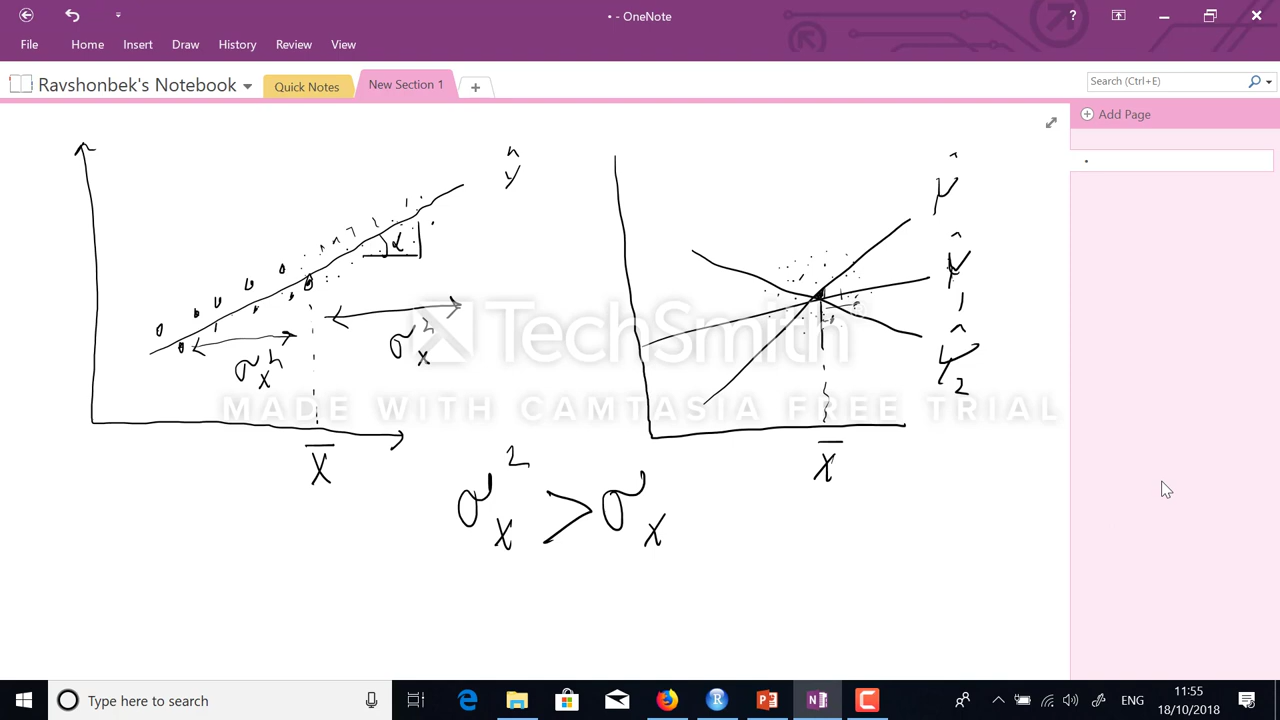 • - OneNote
?
File Home Insert Draw History Review View
Ravshonbek's Notebook Quick Notes New Section 1 +
Search (Ctrl+E)
Add Page
•
ŷ
α
σ²x
σ²x
X̄
X̄
σ²x > σx
TechSmith
MADE WITH CAMTASIA FREE TRIAL
Type here to search
ENG
11:55
18/10/2018